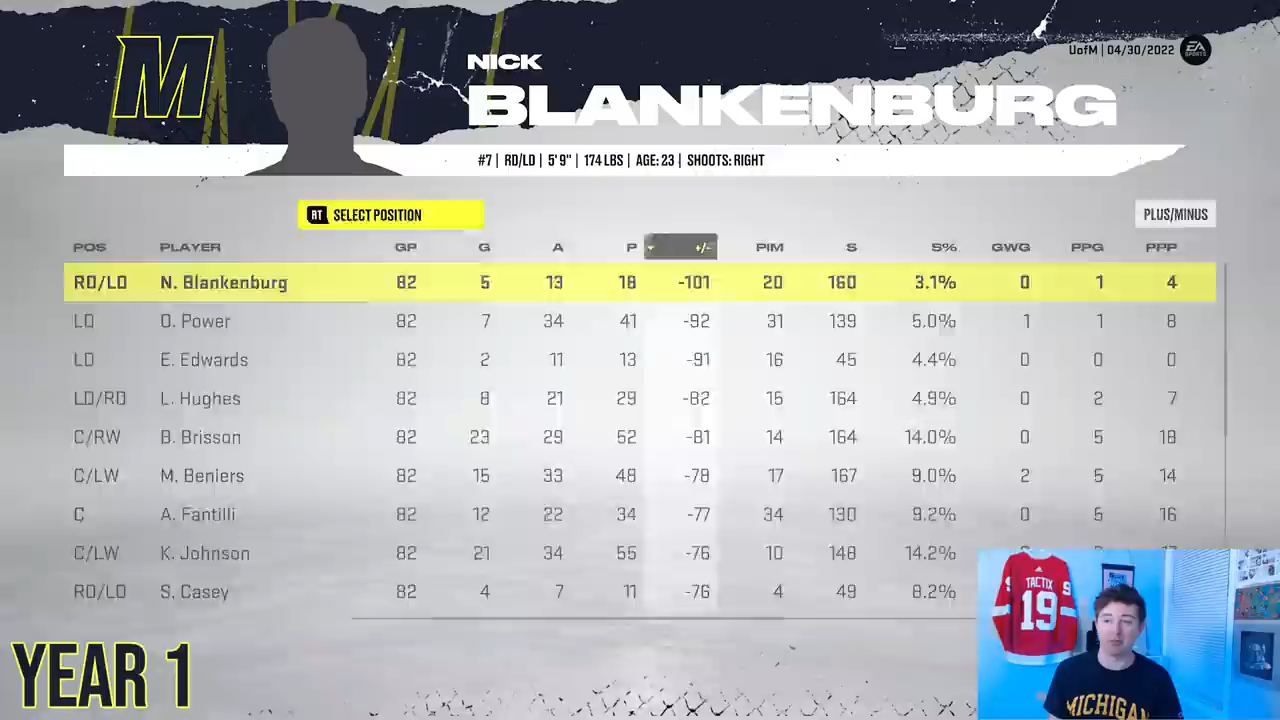 M
NICK
BLANKENBURG
UofM | 04/30/2022
EA SPORTS
#7 | RD/LD | 5' 9" | 174 LBS | AGE: 23 | SHOOTS: RIGHT
RT SELECT POSITION
PLUS/MINUS
POS PLAYER GP G A P +/- PIM S S% GWG PPG PPP
RD/LD N. Blankenburg 82 5 13 18 -101 20 160 3.1% 0 1 4
LD O. Power 82 7 34 41 -92 31 139 5.0% 1 1 8
LD E. Edwards 82 2 11 13 -91 16 45 4.4% 0 0 0
LD/RD L. Hughes 82 8 21 29 -82 15 164 4.9% 0 2 7
C/RW B. Brisson 82 23 29 52 -81 14 164 14.0% 0 5 18
C/LW M. Beniers 82 15 33 48 -78 17 167 9.0% 2 5 14
C A. Fantilli 82 12 22 34 -77 34 130 9.2% 0 5 16
C/LW K. Johnson 82 21 34 55 -76 10 148 14.2%
RD/LD S. Casey 82 4 7 11 -76 4 49 8.2%
TACTIX
19
9
MICHIGAN
YEAR 1